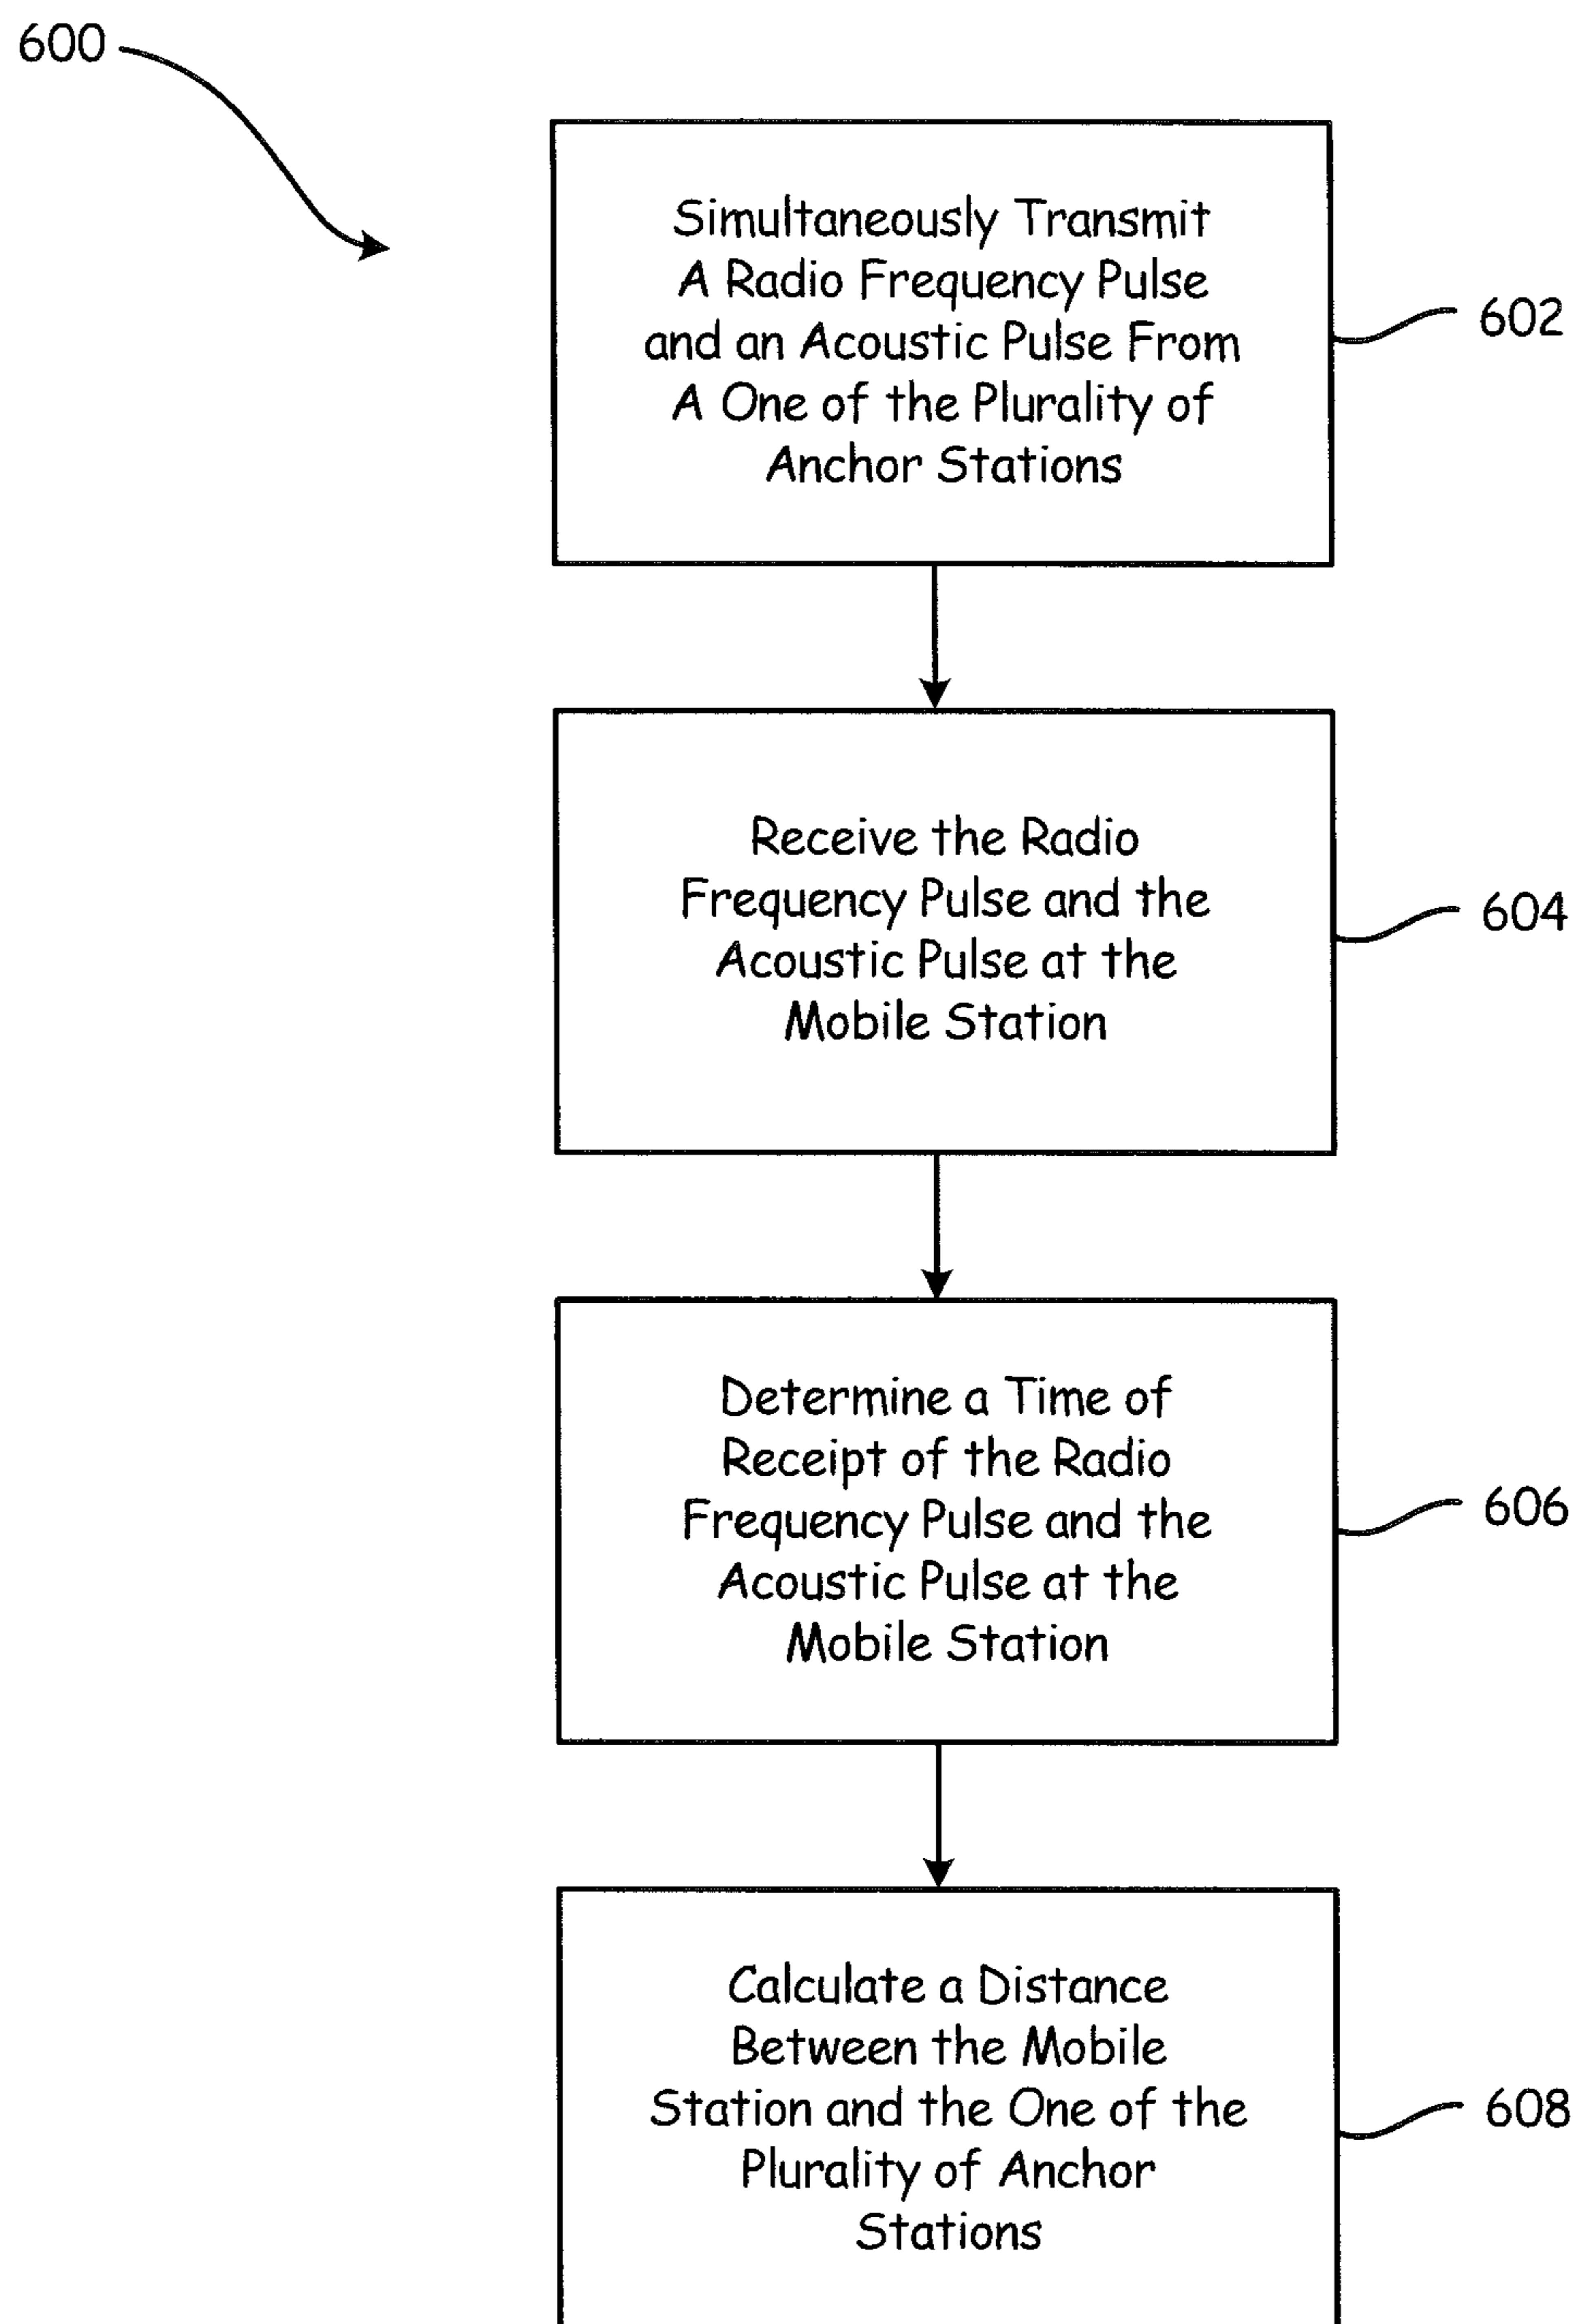 600
Simultaneously Transmit
A Radio Frequency Pulse
and an Acoustic Pulse From
A One of the Plurality of
Anchor Stations
602
Receive the Radio
Frequency Pulse and the
Acoustic Pulse at the
Mobile Station
604
Determine a Time of
Receipt of the Radio
Frequency Pulse and the
Acoustic Pulse at the
Mobile Station
606
Calculate a Distance
Between the Mobile
Station and the One of the
Plurality of Anchor
Stations
608